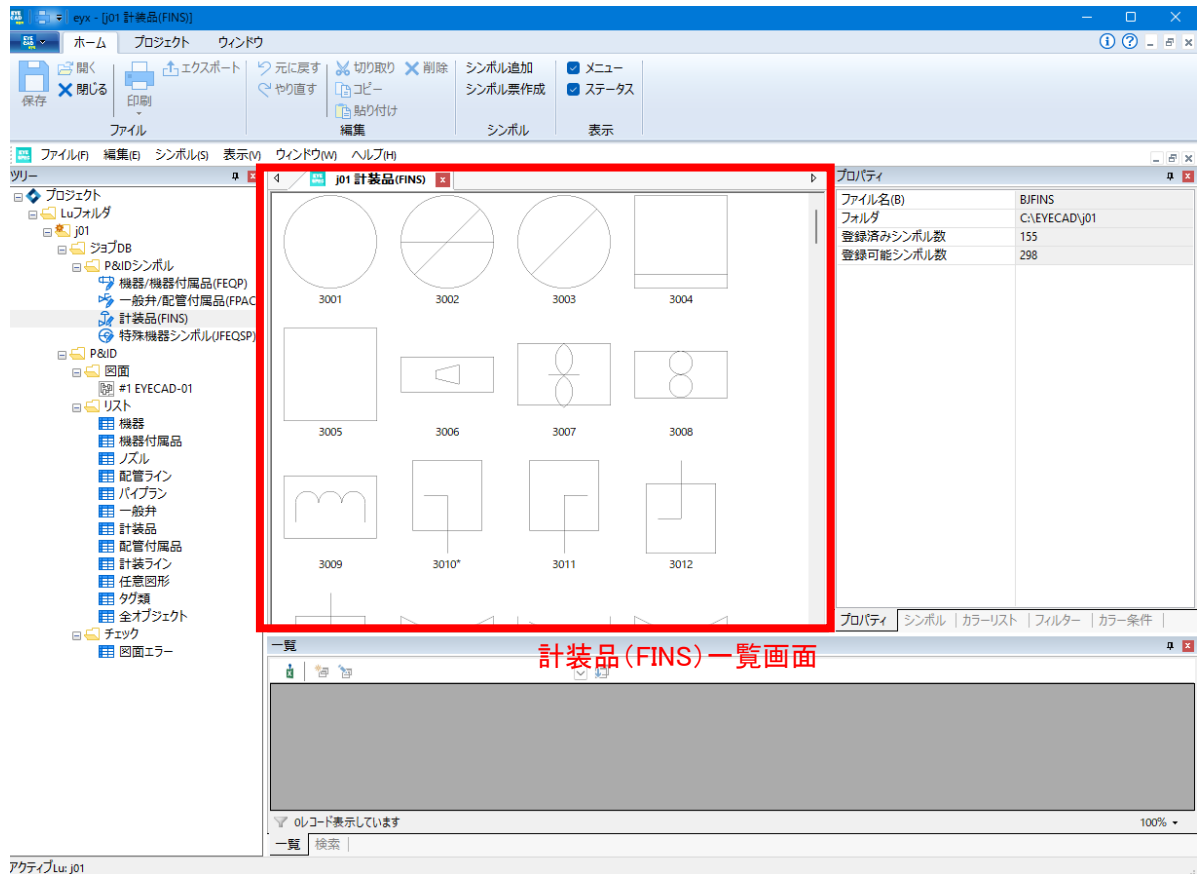 eyx - [j01 計装品(FINS)]
ホーム プロジェクト ウィンドウ
保存
開く
閉じる
印刷
エクスポート
ファイル
元に戻す
やり直す
切り取り
コピー
貼り付け
削除
編集
シンボル追加
シンボル票作成
シンボル
メニュー
ステータス
表示
ファイル(F) 編集(E) シンボル(S) 表示(V) ウィンドウ(W) ヘルプ(H)
ツリー
プロジェクト
Luフォルダ
j01
ジョブDB
P&IDシンボル
機器/機器付属品(FEQP)
一般弁/配管付属品(FPAC
計装品(FINS)
特殊機器シンボル(JFEQSP)
P&ID
図面
#1 EYECAD-01
リスト
機器
機器付属品
ノズル
配管ライン
パイプラン
一般弁
計装品
配管付属品
計装ライン
任意図形
タグ類
全オブジェクト
チェック
図面エラー
j01 計装品(FINS)
3001 3002 3003 3004
3005 3006 3007 3008
3009 3010* 3011 3012
計装品(FINS)一覧画面
プロパティ
ファイル名(B) BJFINS
フォルダ C:\EYECAD\j01
登録済みシンボル数 155
登録可能シンボル数 298
プロパティ シンボル カラーリスト フィルター カラー条件
一覧
0レコード表示しています 100%
一覧 検索
アクティブLu: j01